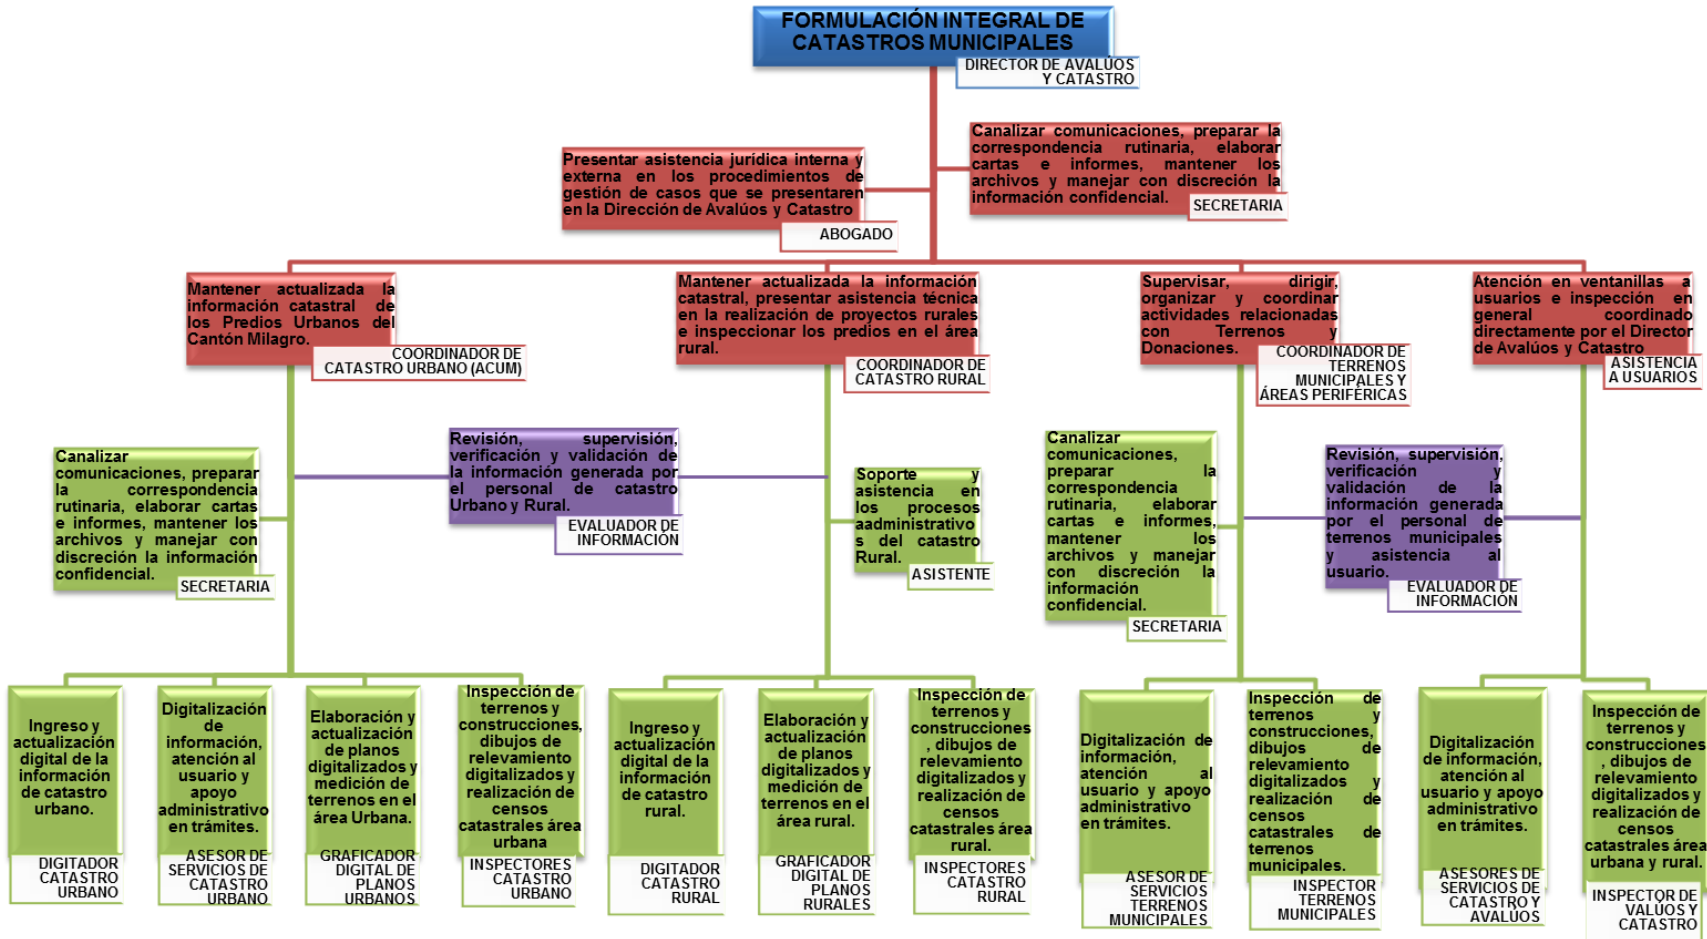 FORMULACIÓN INTEGRAL DE
CATASTROS MUNICIPALES
DIRECTOR DE AVALÚOS
Y CATASTRO
Presentar asistencia jurídica interna y
externa en los procedimientos de
gestión de casos que se presentaren
en la Dirección de Avalúos y Catastro
ABOGADO
Canalizar comunicaciones, preparar la
correspondencia rutinaria, elaborar
cartas e informes, mantener los
archivos y manejar con discreción la
información confidencial.
SECRETARIA
Mantener actualizada la
información catastral de
los Predios Urbanos del
Cantón Milagro.
COORDINADOR DE
CATASTRO URBANO (ACUM)
Mantener actualizada la información
catastral, presentar asistencia técnica
en la realización de proyectos rurales
e inspeccionar los predios en el área
rural.
COORDINADOR DE
CATASTRO RURAL
Supervisar, dirigir,
organizar y coordinar
actividades relacionadas
con Terrenos y
Donaciones.
COORDINADOR DE
TERRENOS
MUNICIPALES Y
ÁREAS PERIFÉRICAS
Atención en ventanillas a
usuarios e inspección en
general coordinado
directamente por el Director
de Avalúos y Catastro
ASISTENCIA
A USUARIOS
Canalizar
comunicaciones, preparar
la correspondencia
rutinaria, elaborar cartas
e informes, mantener los
archivos y manejar con
discreción la información
confidencial.
SECRETARIA
Revisión, supervisión,
verificación y validación de
la información generada por
el personal de catastro
Urbano y Rural.
EVALUADOR DE
INFORMACIÓN
Soporte y
asistencia en
los procesos
aadministrativo
s del catastro
Rural.
ASISTENTE
Canalizar
comunicaciones,
preparar la
correspondencia
rutinaria, elaborar
cartas e informes,
mantener los
archivos y manejar
con discreción la
información
confidencial.
SECRETARIA
Revisión, supervisión,
verificación y
validación de la
información generada
por el personal de
terrenos municipales
y asistencia al
usuario.
EVALUADOR DE
INFORMACIÓN
Ingreso y
actualización
digital de la
información
de catastro
urbano.
DIGITADOR
CATASTRO
URBANO
Digitalización
de
información,
atención al
usuario y
apoyo
administrativo
en trámites.
ASESOR DE
SERVICIOS DE
CATASTRO
URBANO
Elaboración y
actualización
de planos
digitalizados y
medición de
terrenos en el
área Urbana.
GRAFICADOR
DIGITAL DE
PLANOS
URBANOS
Inspección de
terrenos y
construcciones,
dibujos de
relevamiento
digitalizados y
realización de
censos
catastrales área
urbana
INSPECTORES
CATASTRO
URBANO
Ingreso y
actualización
digital de la
información
de catastro
rural.
DIGITADOR
CATASTRO
RURAL
Elaboración y
actualización
de planos
digitalizados y
medición de
terrenos en el
área rural.
GRAFICADOR
DIGITAL DE
PLANOS
RURALES
Inspección de
terrenos y
construcciones
, dibujos de
relevamiento
digitalizados y
realización de
censos
catastrales área
rural.
INSPECTORES
CATASTRO
RURAL
Digitalización de
información,
atención al
usuario y apoyo
administrativo
en trámites.
ASESOR DE
SERVICIOS
TERRENOS
MUNICIPALES
Inspección de
terrenos y
construcciones,
dibujos de
relevamiento
digitalizados y
realización de
censos
catastrales de
terrenos
municipales.
INSPECTOR
TERRENOS
MUNICIPALES
Digitalización
de información,
atención al
usuario y apoyo
administrativo
en trámites.
ASESORES DE
SERVICIOS DE
CATASTRO Y
AVALÚOS
Inspección de
terrenos y
construcciones
, dibujos de
relevamiento
digitalizados y
realización de
censos
catastrales área
urbana y rural.
INSPECTOR DE
VALÚOS Y
CATASTRO